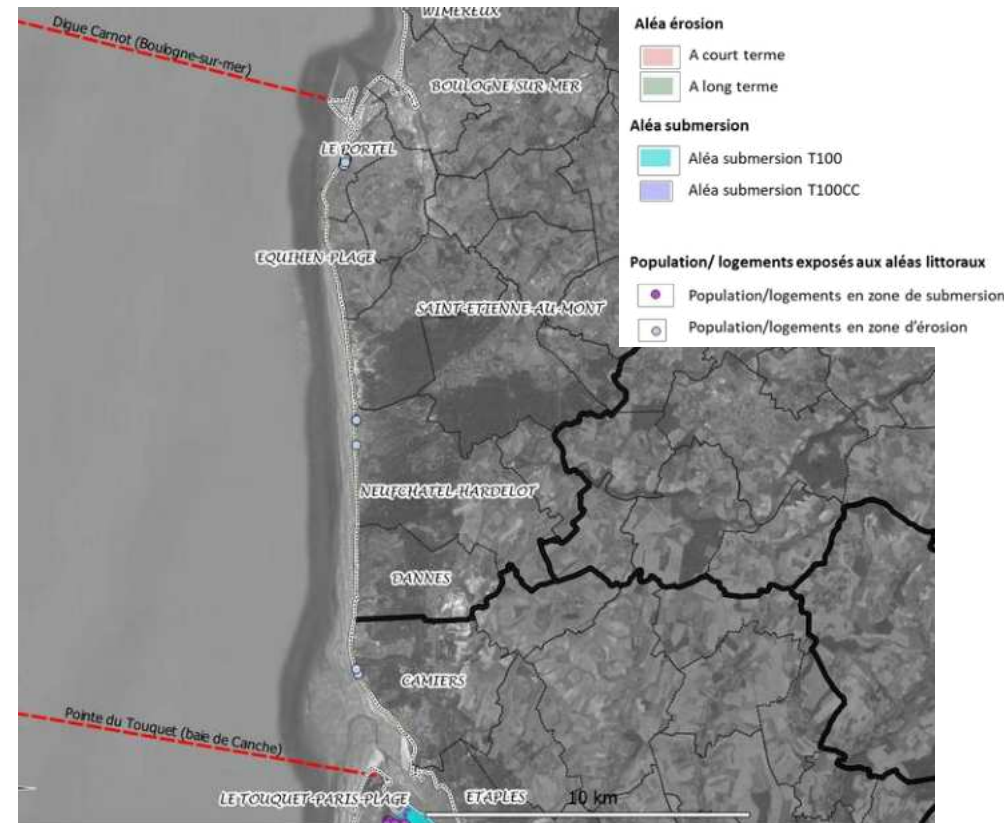 WIMEREUX
Digue Carnot (Boulogne-sur-mer)
BOULOGNE SUR MER
LE PORTEL
EQUIHEN-PLAGE
SAINT-ETIENNE-AU-MONT
NEUFCHATEL-HARDELOT
DANNES
CAMIERS
Pointe du Touquet (baie de Canche)
LE TOUQUET-PARIS-PLAGE
ETAPLES
10 km
Aléa érosion
A court terme
A long terme
Aléa submersion
Aléa submersion T100
Aléa submersion T100CC
Population/ logements exposés aux aléas littoraux
Population/logements en zone de submersion
Population/logements en zone d'érosion